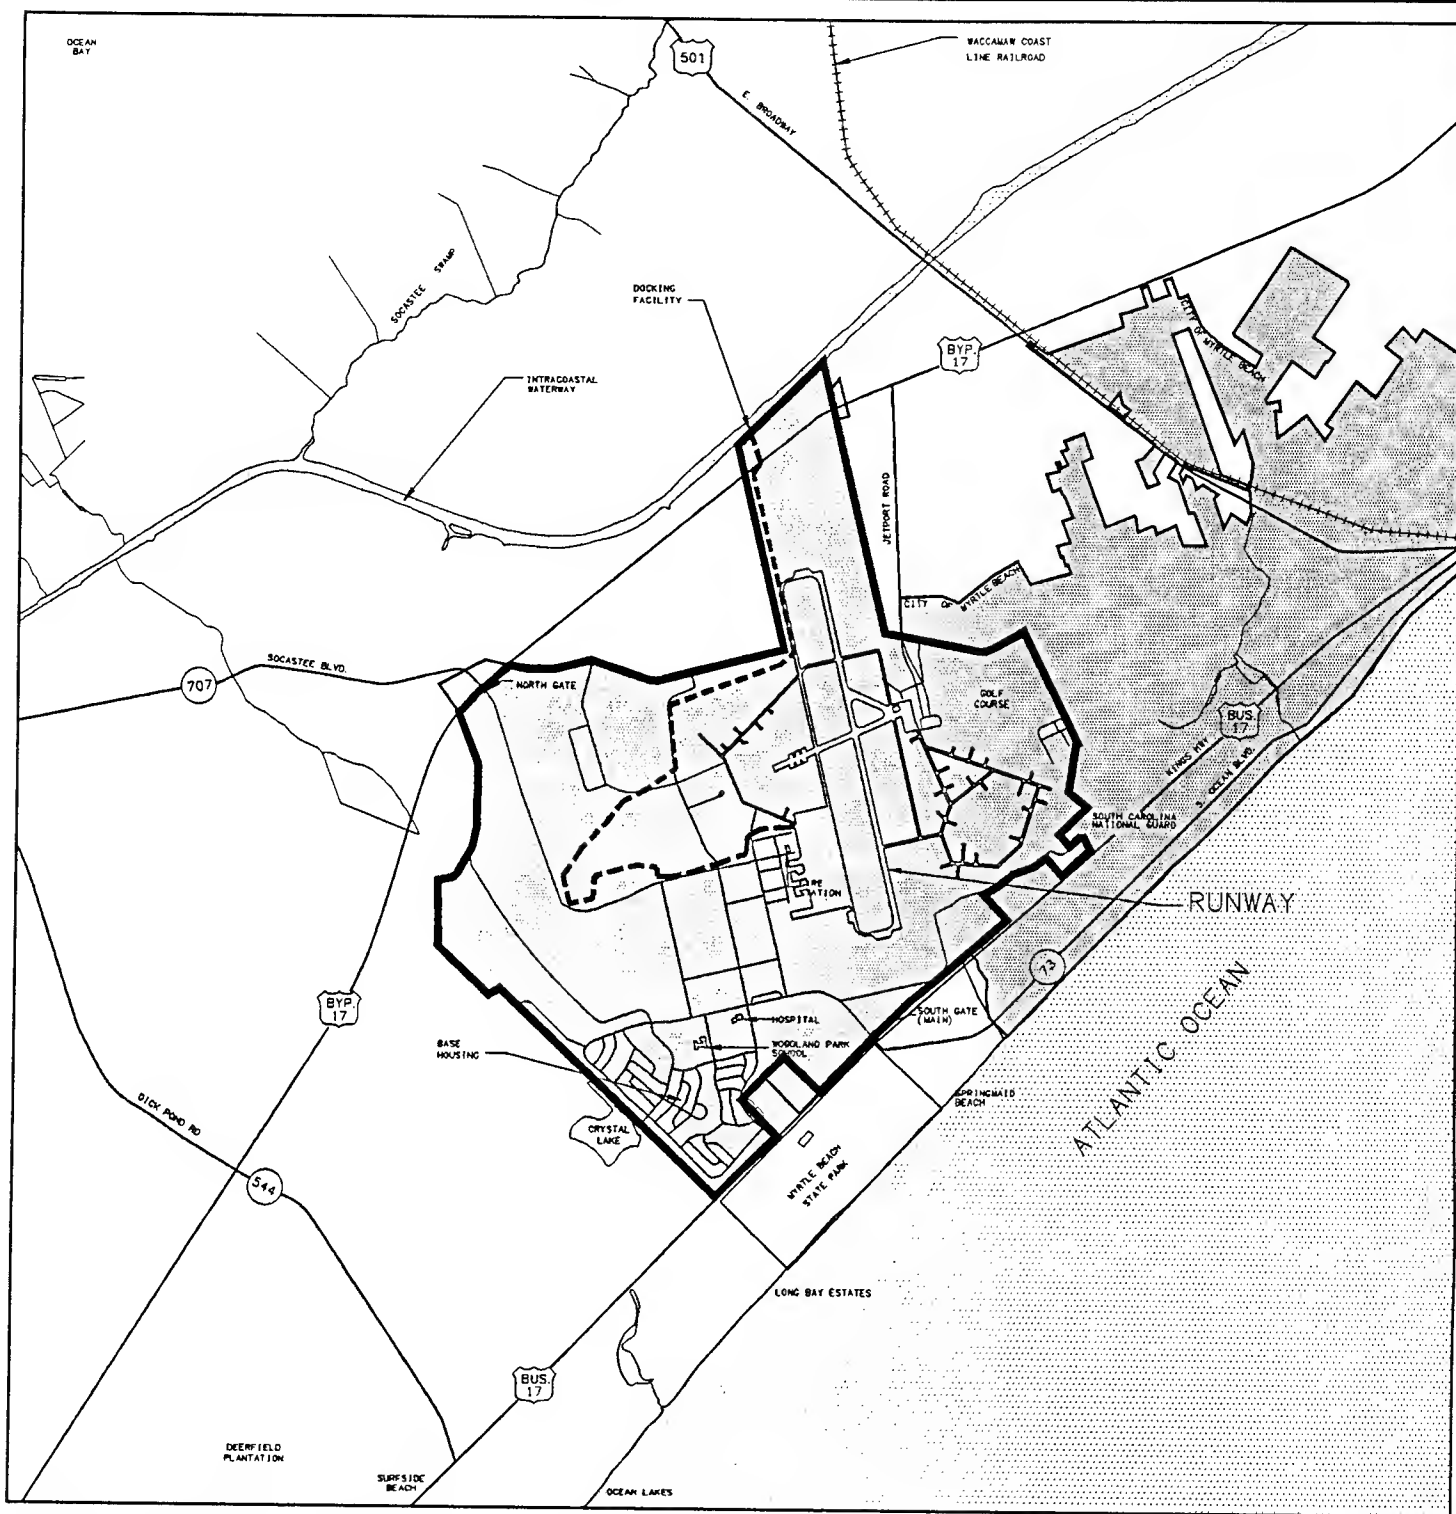 OCEAN
BAY
501
WACCAMAW COAST
LINE RAILROAD
E. BROADWAY
SOCASTEE SWAMP
DOCKING
FACILITY
CITY OF MYRTLE BEACH
BYP.
17
INTRACOASTAL
WATERWAY
JETPORT ROAD
CITY OF MYRTLE BEACH
SOCASTEE BLVD.
707
NORTH GATE
GOLF
COURSE
BUS.
17
KINGS HWY
S. OCEAN BLVD.
SOUTH CAROLINA
NATIONAL GUARD
RUNWAY
73
BYP.
17
SOUTH GATE
(MAIN)
HOSPITAL
BASE
HOUSING
WOODLAND PARK
SCHOOL
ATLANTIC OCEAN
SPRINGMAID
BEACH
DICK POND RD
CRYSTAL
LAKE
544
MYRTLE BEACH
STATE PARK
LONG BAY ESTATES
BUS.
17
DEERFIELD
PLANTATION
SURFSIDE
BEACH
OCEAN LAKES